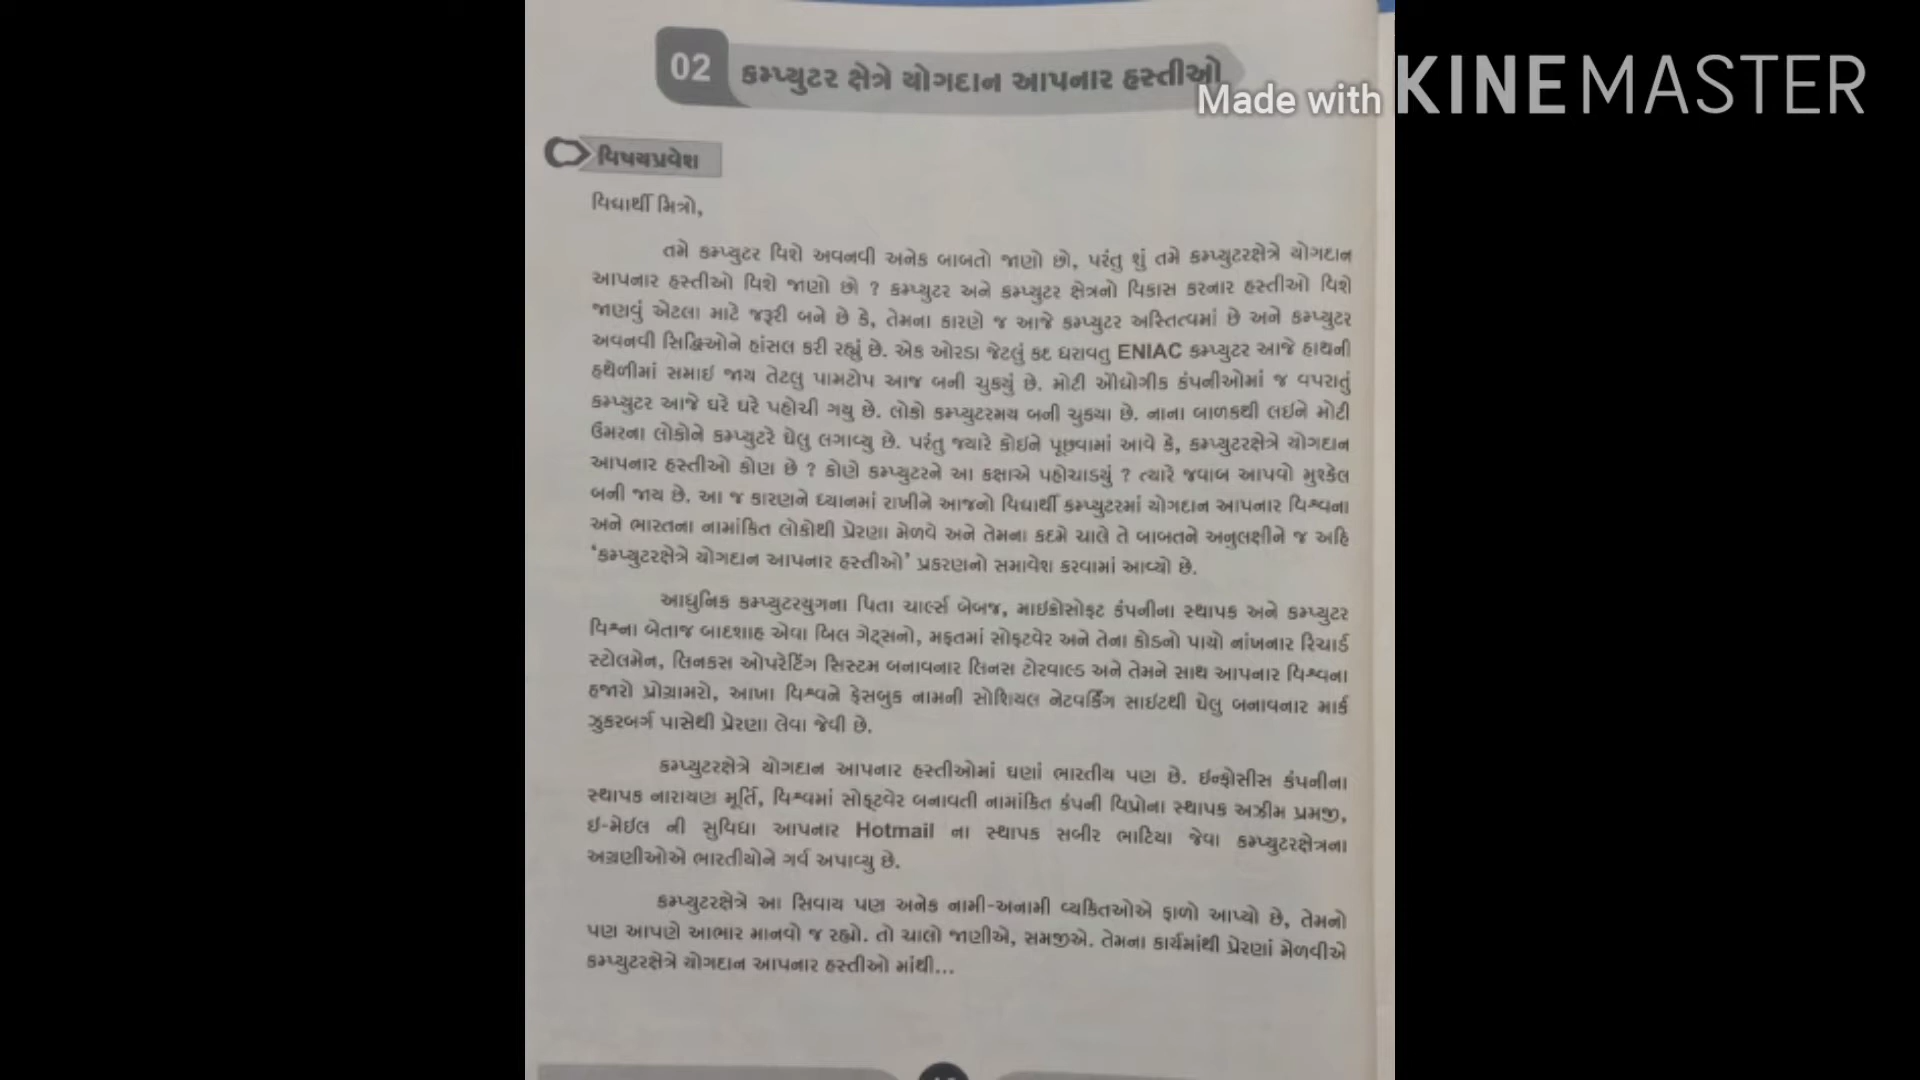 02 કમ્પ્યુટર ક્ષેત્રે યોગદાન આપનાર હસ્તીઓ
Made with KINEMASTER
વિષયપ્રવેશ
વિદ્યાર્થી મિત્રો,
તમે કમ્પ્યુટર વિશે અવનવી અનેક બાબતો જાણો છો, પરંતુ શું તમે કમ્પ્યુટરક્ષેત્રે યોગદાન
આપનાર હસ્તીઓ વિશે જાણો છો ? કમ્પ્યુટર અને કમ્પ્યુટર ક્ષેત્રનો વિકાસ કરનાર હસ્તીઓ વિશે
જાણવું એટલા માટે જરૂરી બને છે કે, તેમના કારણે જ આજે કમ્પ્યુટર અસ્તિત્વમાં છે અને કમ્પ્યુટર
અવનવી સિદ્ધિઓને હાંસલ કરી રહ્યું છે. એક ઓરડા જેટલું કદ ધરાવતુ ENIAC કમ્પ્યુટર આજે હાથની
હથેળીમાં સમાઈ જાય તેટલુ પામટોપ આજ બની ચુક્યું છે. મોટી ઔદ્યોગીક કંપનીઓમાં જ વપરાતું
કમ્પ્યુટર આજે ઘરે ઘરે પહોચી ગયુ છે. લોકો કમ્પ્યુટરમય બની ચુકયા છે. નાના બાળકથી લઈને મોટી
ઉંમરના લોકોને કમ્પ્યુટરે ઘેલુ લગાવ્યુ છે. પરંતુ જ્યારે કોઈને પૂછવામાં આવે કે, કમ્પ્યુટરક્ષેત્રે યોગદાન
આપનાર હસ્તીઓ કોણ છે ? કોણે કમ્પ્યુટરને આ કક્ષાએ પહોચાડયું ? ત્યારે જવાબ આપવો મુશ્કેલ
બની જાય છે. આ જ કારણને ધ્યાનમાં રાખીને આજનો વિદ્યાર્થી કમ્પ્યુટરમાં યોગદાન આપનાર વિશ્વના
અને ભારતના નામાંકિત લોકોથી પ્રેરણા મેળવે અને તેમના કદમે ચાલે તે બાબતને અનુલક્ષીને જ અહિ
‘કમ્પ્યુટરક્ષેત્રે યોગદાન આપનાર હસ્તીઓ’ પ્રકરણનો સમાવેશ કરવામાં આવ્યો છે.
આધુનિક કમ્પ્યુટરયુગના પિતા ચાર્લ્સ બેબજ, માઈકોસોફ્ટ કંપનીના સ્થાપક અને કમ્પ્યુટર
વિશ્વના બેતાજ બાદશાહ એવા બિલ ગેટ્સનો, મફતમાં સોફ્ટવેર અને તેના કોડનો પાયો નાંખનાર રિચાર્ડ
સ્ટોલમેન, લિનકસ ઓપરેટિંગ સિસ્ટમ બનાવનાર લિનસ ટોરવાલ્ડ અને તેમને સાથ આપનાર વિશ્વના
હજારો પ્રોગ્રામરો, આખા વિશ્વને ફેસબુક નામની સોશિયલ નેટવર્કિંગ સાઈટથી ઘેલુ બનાવનાર માર્ક
ઝુકરબર્ગ પાસેથી પ્રેરણા લેવા જેવી છે.
કમ્પ્યુટરક્ષેત્રે યોગદાન આપનાર હસ્તીઓમાં ઘણાં ભારતીય પણ છે. ઈન્ફોસીસ કંપનીના
સ્થાપક નારાયણ મૂર્તિ, વિશ્વમાં સોફ્ટવેર બનાવતી નામાંકિત કંપની વિપ્રોના સ્થાપક અઝીમ પ્રમજી,
ઈ-મેઈલ ની સુવિધા આપનાર Hotmail ના સ્થાપક સબીર ભાટિયા જેવા કમ્પ્યુટરક્ષેત્રના
અગ્રણીઓએ ભારતીયોને ગર્વ અપાવ્યુ છે.
કમ્પ્યુટરક્ષેત્રે આ સિવાય પણ અનેક નામી-અનામી વ્યકિતઓએ ફાળો આપ્યો છે, તેમનો
પણ આપણે આભાર માનવો જ રહ્યો. તો ચાલો જાણીએ, સમજીએ. તેમના કાર્યમાંથી પ્રેરણાં મેળવીએ
કમ્પ્યુટરક્ષેત્રે યોગદાન આપનાર હસ્તીઓ માંથી...